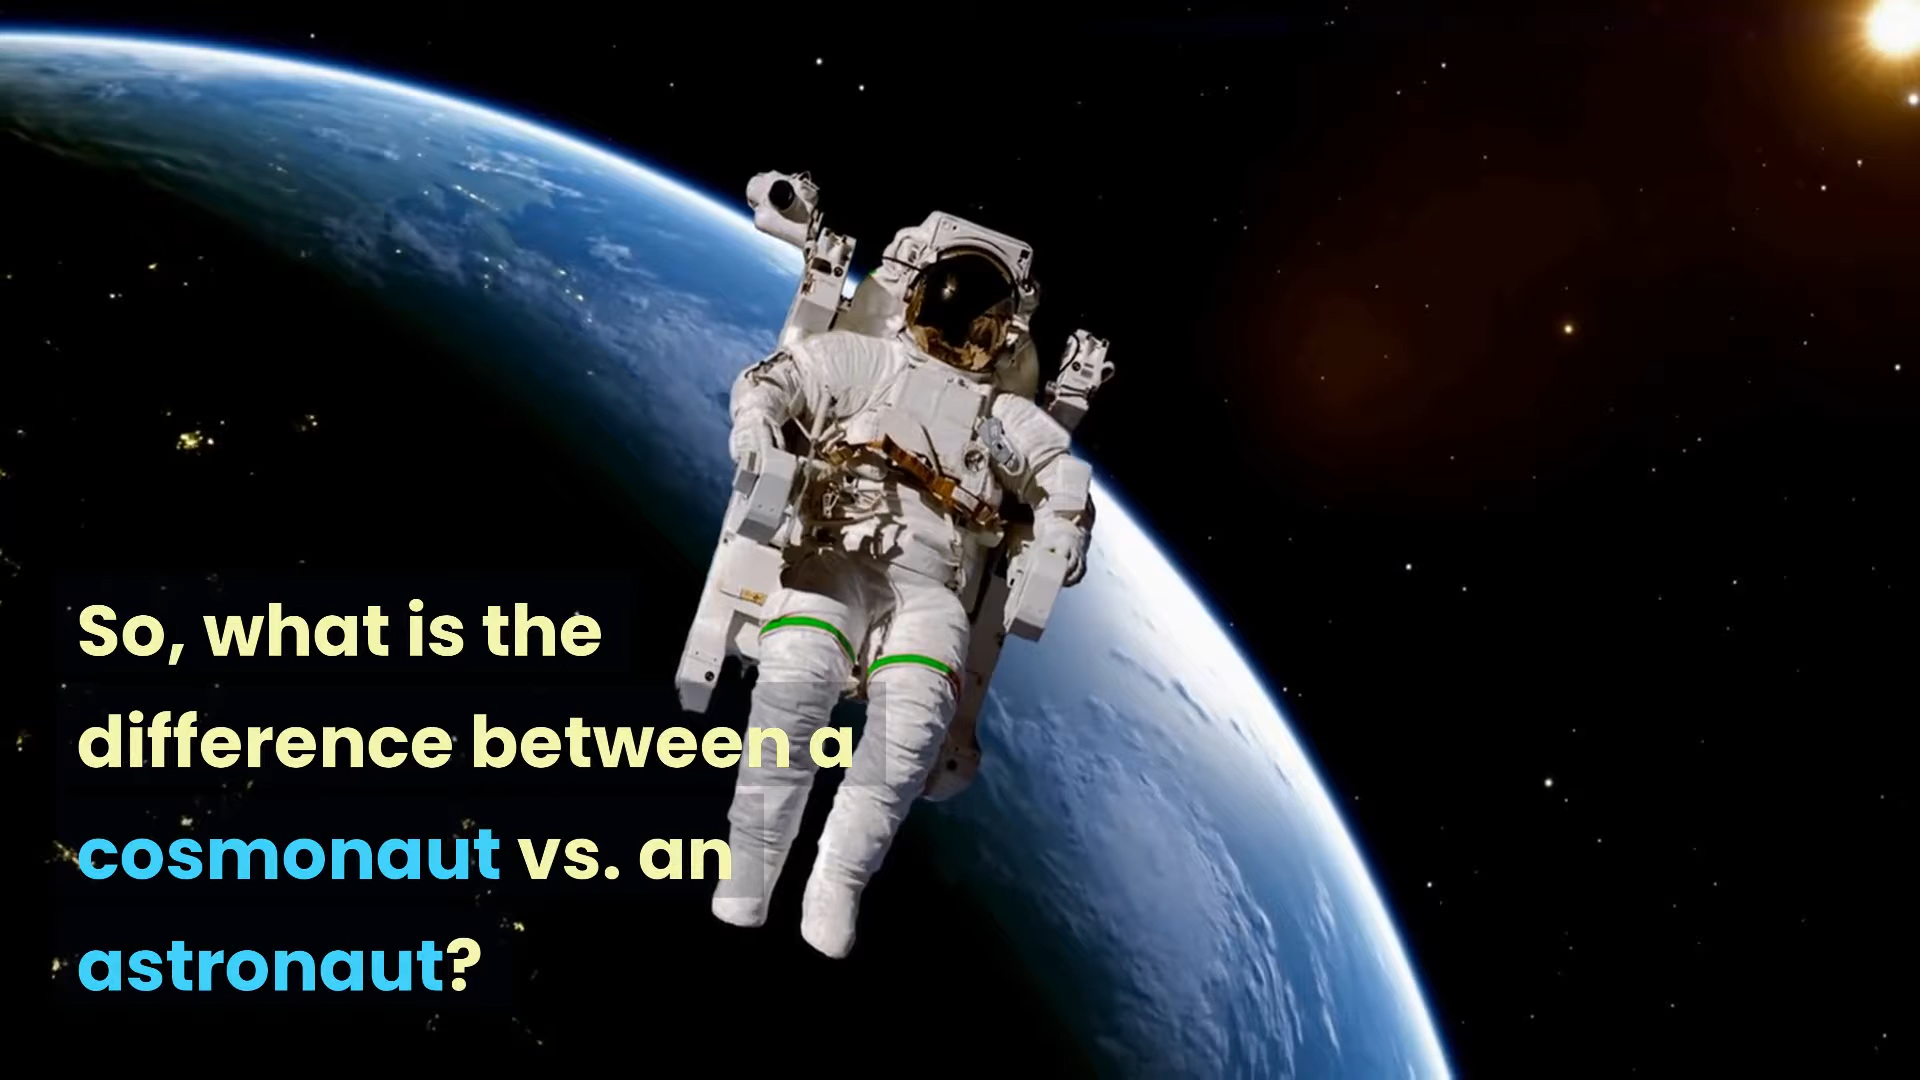 So, what is the
difference between a
cosmonaut vs. an
astronaut?